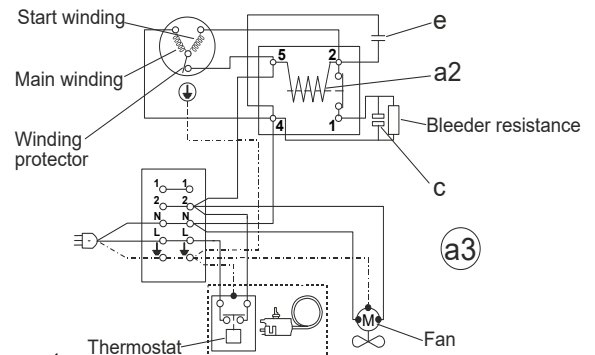 Start winding
e
5 2
a2
Main winding
4 1
Bleeder resistance
Winding
protector
c
1 1
2 2
N N
L L
a3
M
Fan
Thermostat